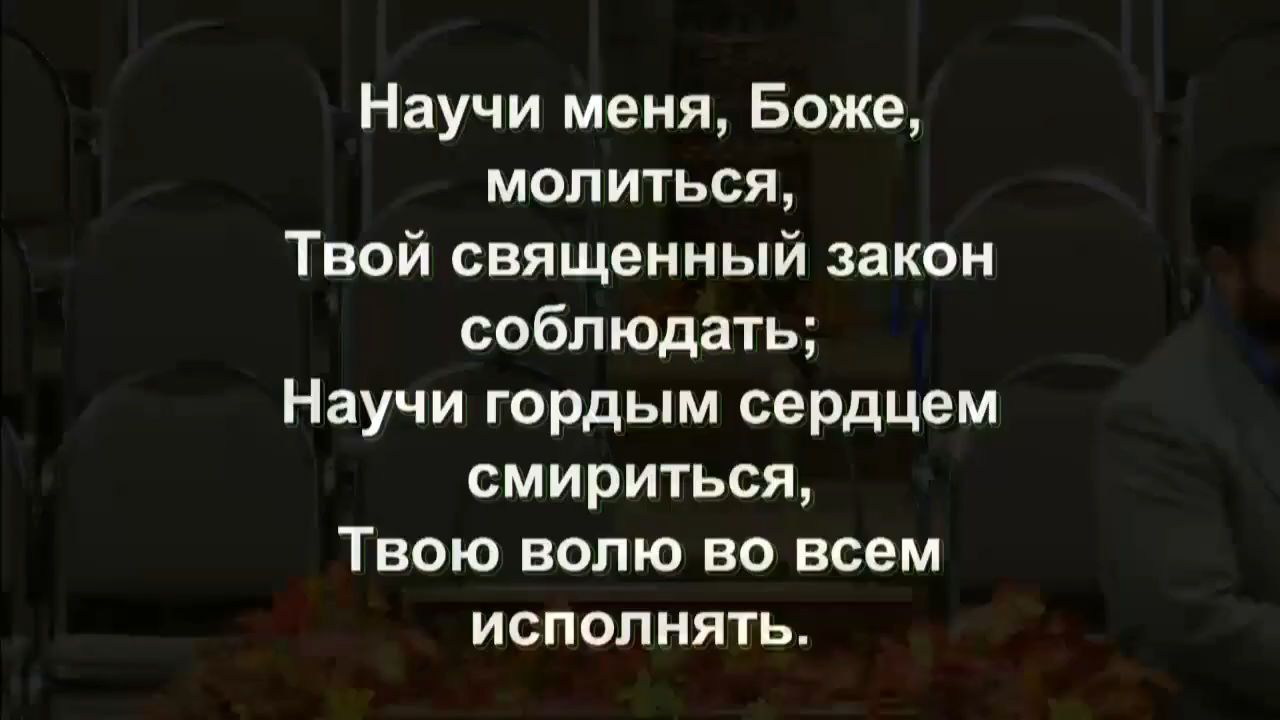 Научи меня, Боже,
молиться,
Твой священный закон
соблюдать;
Научи гордым сердцем
смириться,
Твою волю во всем
исполнять.